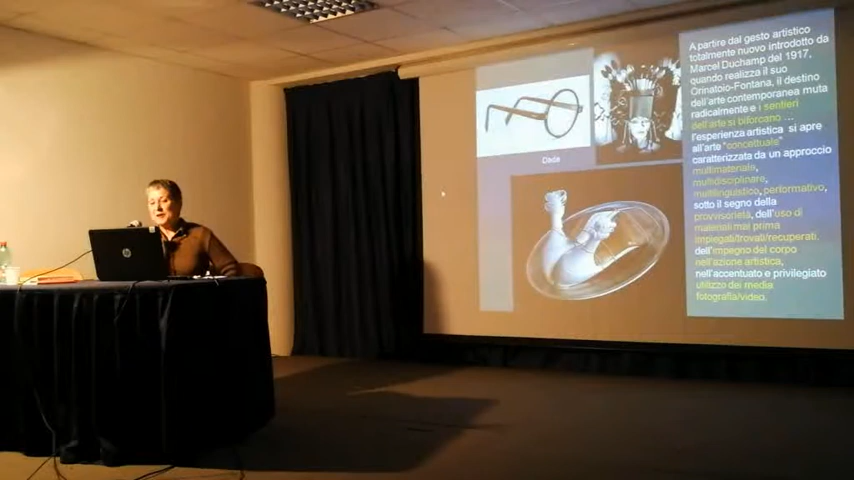 A partire dal gesto artistico
totalmente nuovo introdotto da
Marcel Duchamp del 1917,
quando realizza il suo
Orinatoio-Fontana, il destino
dell'arte contemporanea muta
radicalmente e i sentieri
dell'arte si biforcano ...
l'esperienza artistica si apre
all'arte "concettuale"
caratterizzata da un approccio
multimateriale,
multidisciplinare,
multilinguistico, performativo,
sotto il segno della
provvisorietà, dell'uso di
materiali mai prima
impiegati/trovati/recuperati,
dell'impegno del corpo
nell'azione artistica,
nell'accentuato e privilegiato
utilizzo dei media
fotografia/video.
hp